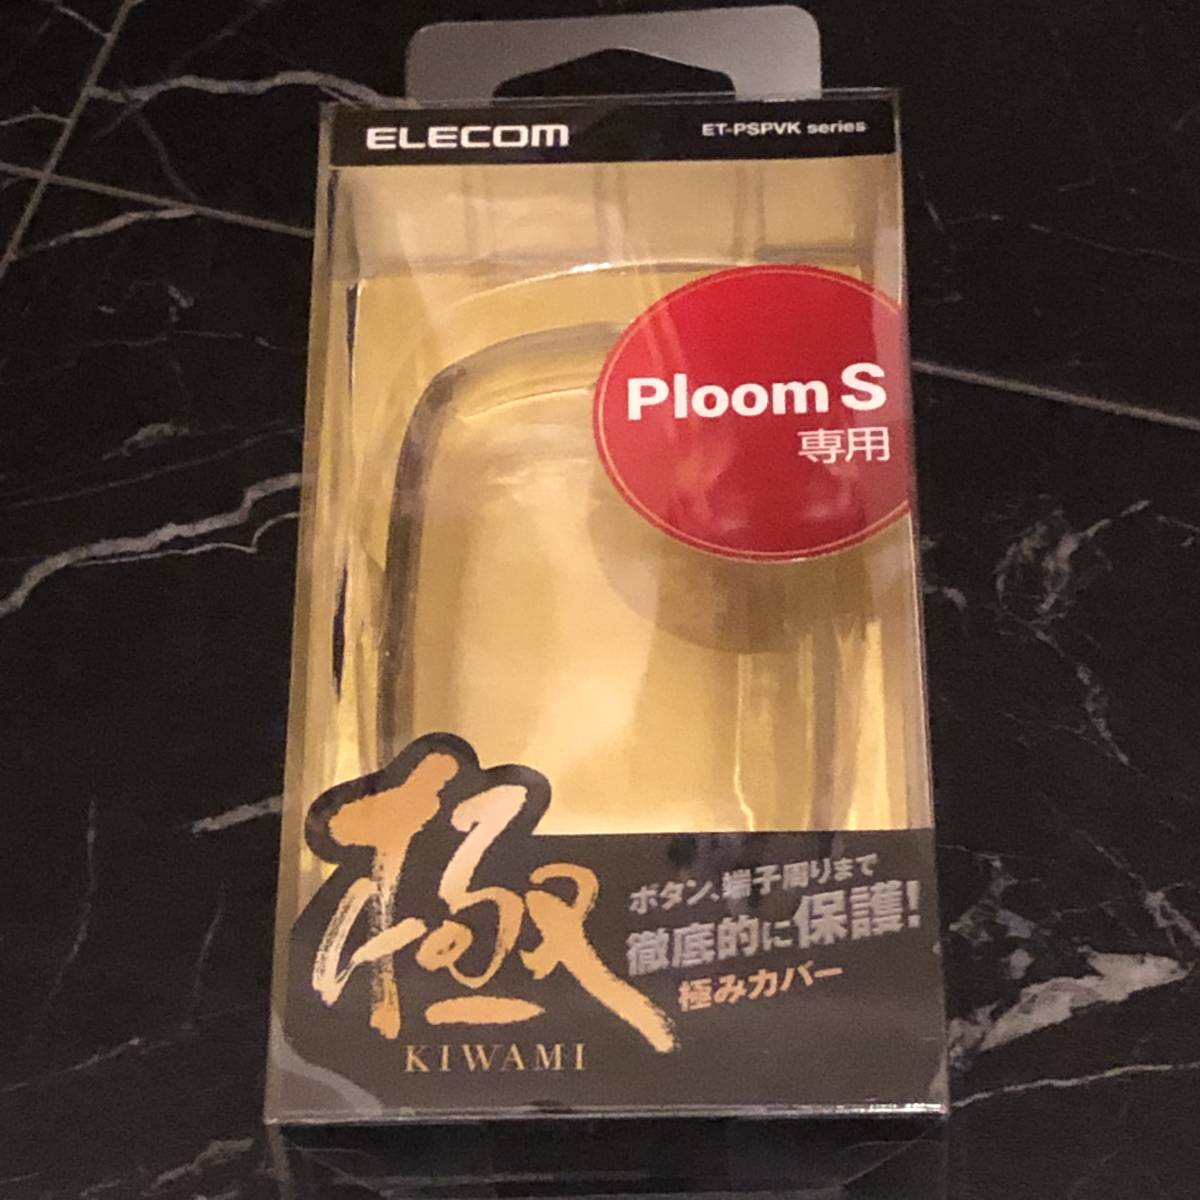 ELECOM
ET-PSPVK series
Ploom S
専用
極
KIWAMI
ボタン、端子周りまで
徹底的に保護!
極みカバー